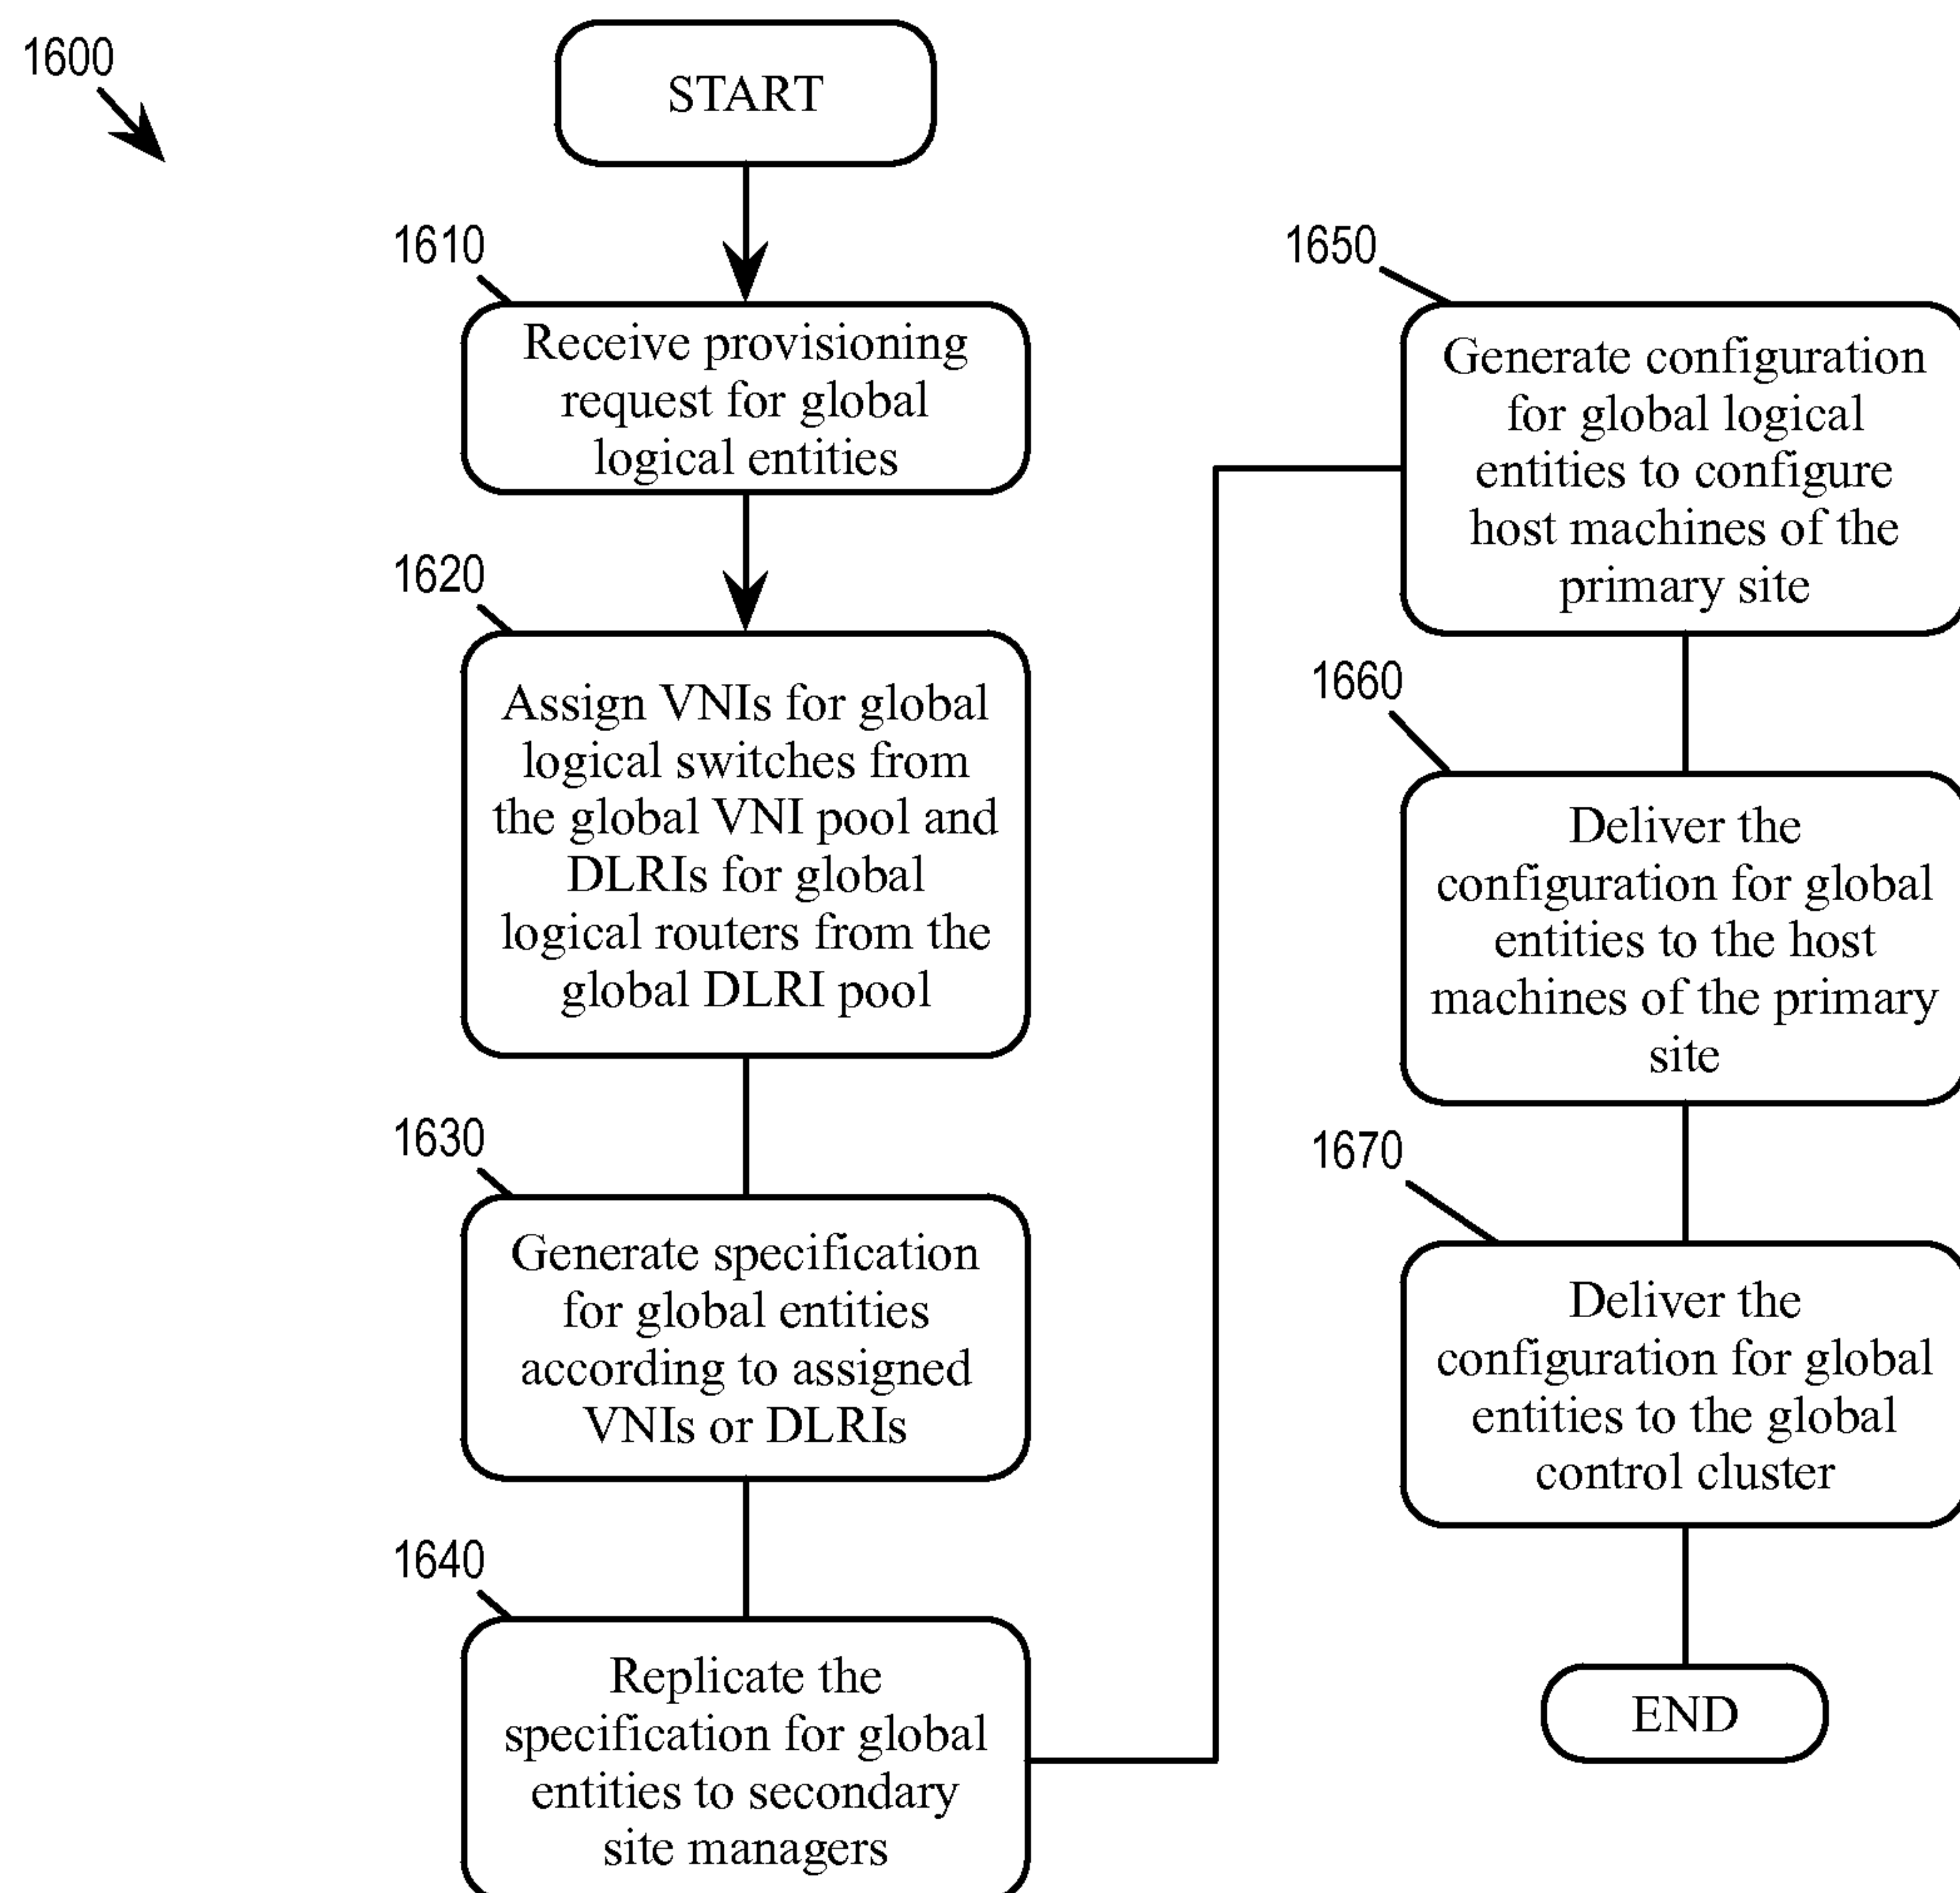 1600
START
1610
Receive provisioning
request for global
logical entities
1620
Assign VNIs for global
logical switches from
the global VNI pool and
DLRIs for global
logical routers from the
global DLRI pool
1630
Generate specification
for global entities
according to assigned
VNIs or DLRIs
1640
Replicate the
specification for global
entities to secondary
site managers
1650
Generate configuration
for global logical
entities to configure
host machines of the
primary site
1660
Deliver the
configuration for global
entities to the host
machines of the primary
site
1670
Deliver the
configuration for global
entities to the global
control cluster
END